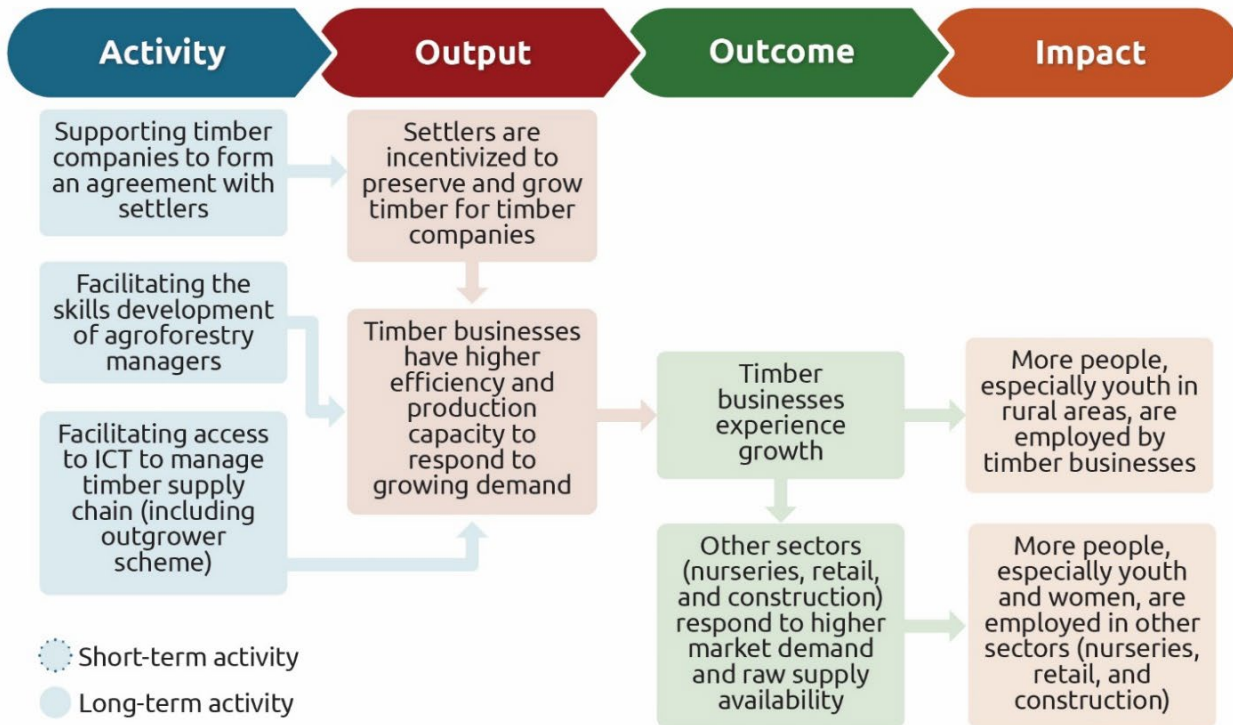 Activity
Output
Outcome
Impact
Supporting timber
companies to form
an agreement with
settlers
Settlers are
incentivized to
preserve and grow
timber for timber
companies
Facilitating the
skills development
of agroforestry
managers
Timber businesses
have higher
efficiency and
production
capacity to
respond to
growing demand
Timber
businesses
experience
growth
More people,
especially youth in
rural areas, are
employed by
timber businesses
Facilitating access
to ICT to manage
timber supply
chain (including
outgrower
scheme)
Other sectors
(nurseries, retail,
and construction)
respond to higher
market demand
and raw supply
availability
More people,
especially youth
and women, are
employed in other
sectors (nurseries,
retail, and
construction)
Short-term activity
Long-term activity